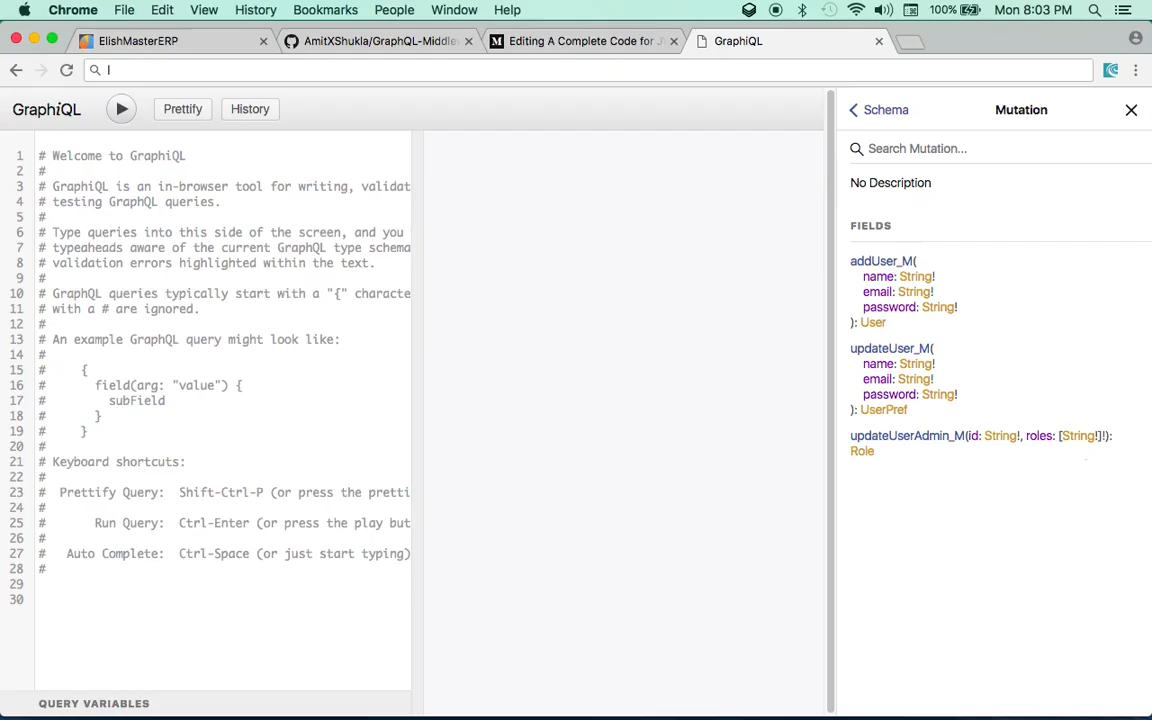 Chrome File Edit View History Bookmarks People Window Help 100% Mon 8:03 PM
ElishMasterERP
AmitXShukla/GraphQL-Middlew
Editing A Complete Code for J
GraphiQL
GraphiQL
Prettify
History
Schema
Mutation
1 # Welcome to GraphiQL
2 #
3 # GraphiQL is an in-browser tool for writing, validat
4 # testing GraphQL queries.
5 #
6 # Type queries into this side of the screen, and you
7 # typeaheads aware of the current GraphQL type schema
8 # validation errors highlighted within the text.
9 #
10 # GraphQL queries typically start with a "{" characte
11 # with a # are ignored.
12 #
13 # An example GraphQL query might look like:
14 #
15 # {
16 # field(arg: "value") {
17 # subField
18 # }
19 # }
20 #
21 # Keyboard shortcuts:
22 #
23 # Prettify Query: Shift-Ctrl-P (or press the pretti
24 #
25 # Run Query: Ctrl-Enter (or press the play but
26 #
27 # Auto Complete: Ctrl-Space (or just start typing)
28 #
29
30
QUERY VARIABLES
Search Mutation...
No Description
FIELDS
addUser_M(
name: String!
email: String!
password: String!
): User
updateUser_M(
name: String!
email: String!
password: String!
): UserPref
updateUserAdmin_M(id: String!, roles: [String!]!):
Role